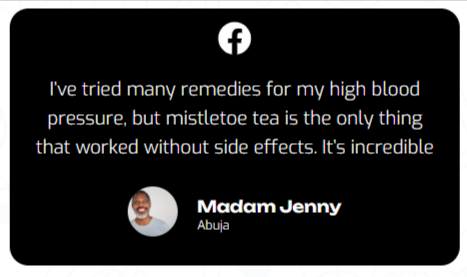 I've tried many remedies for my high blood
pressure, but mistletoe tea is the only thing
that worked without side effects. It's incredible
Madam Jenny
Abuja